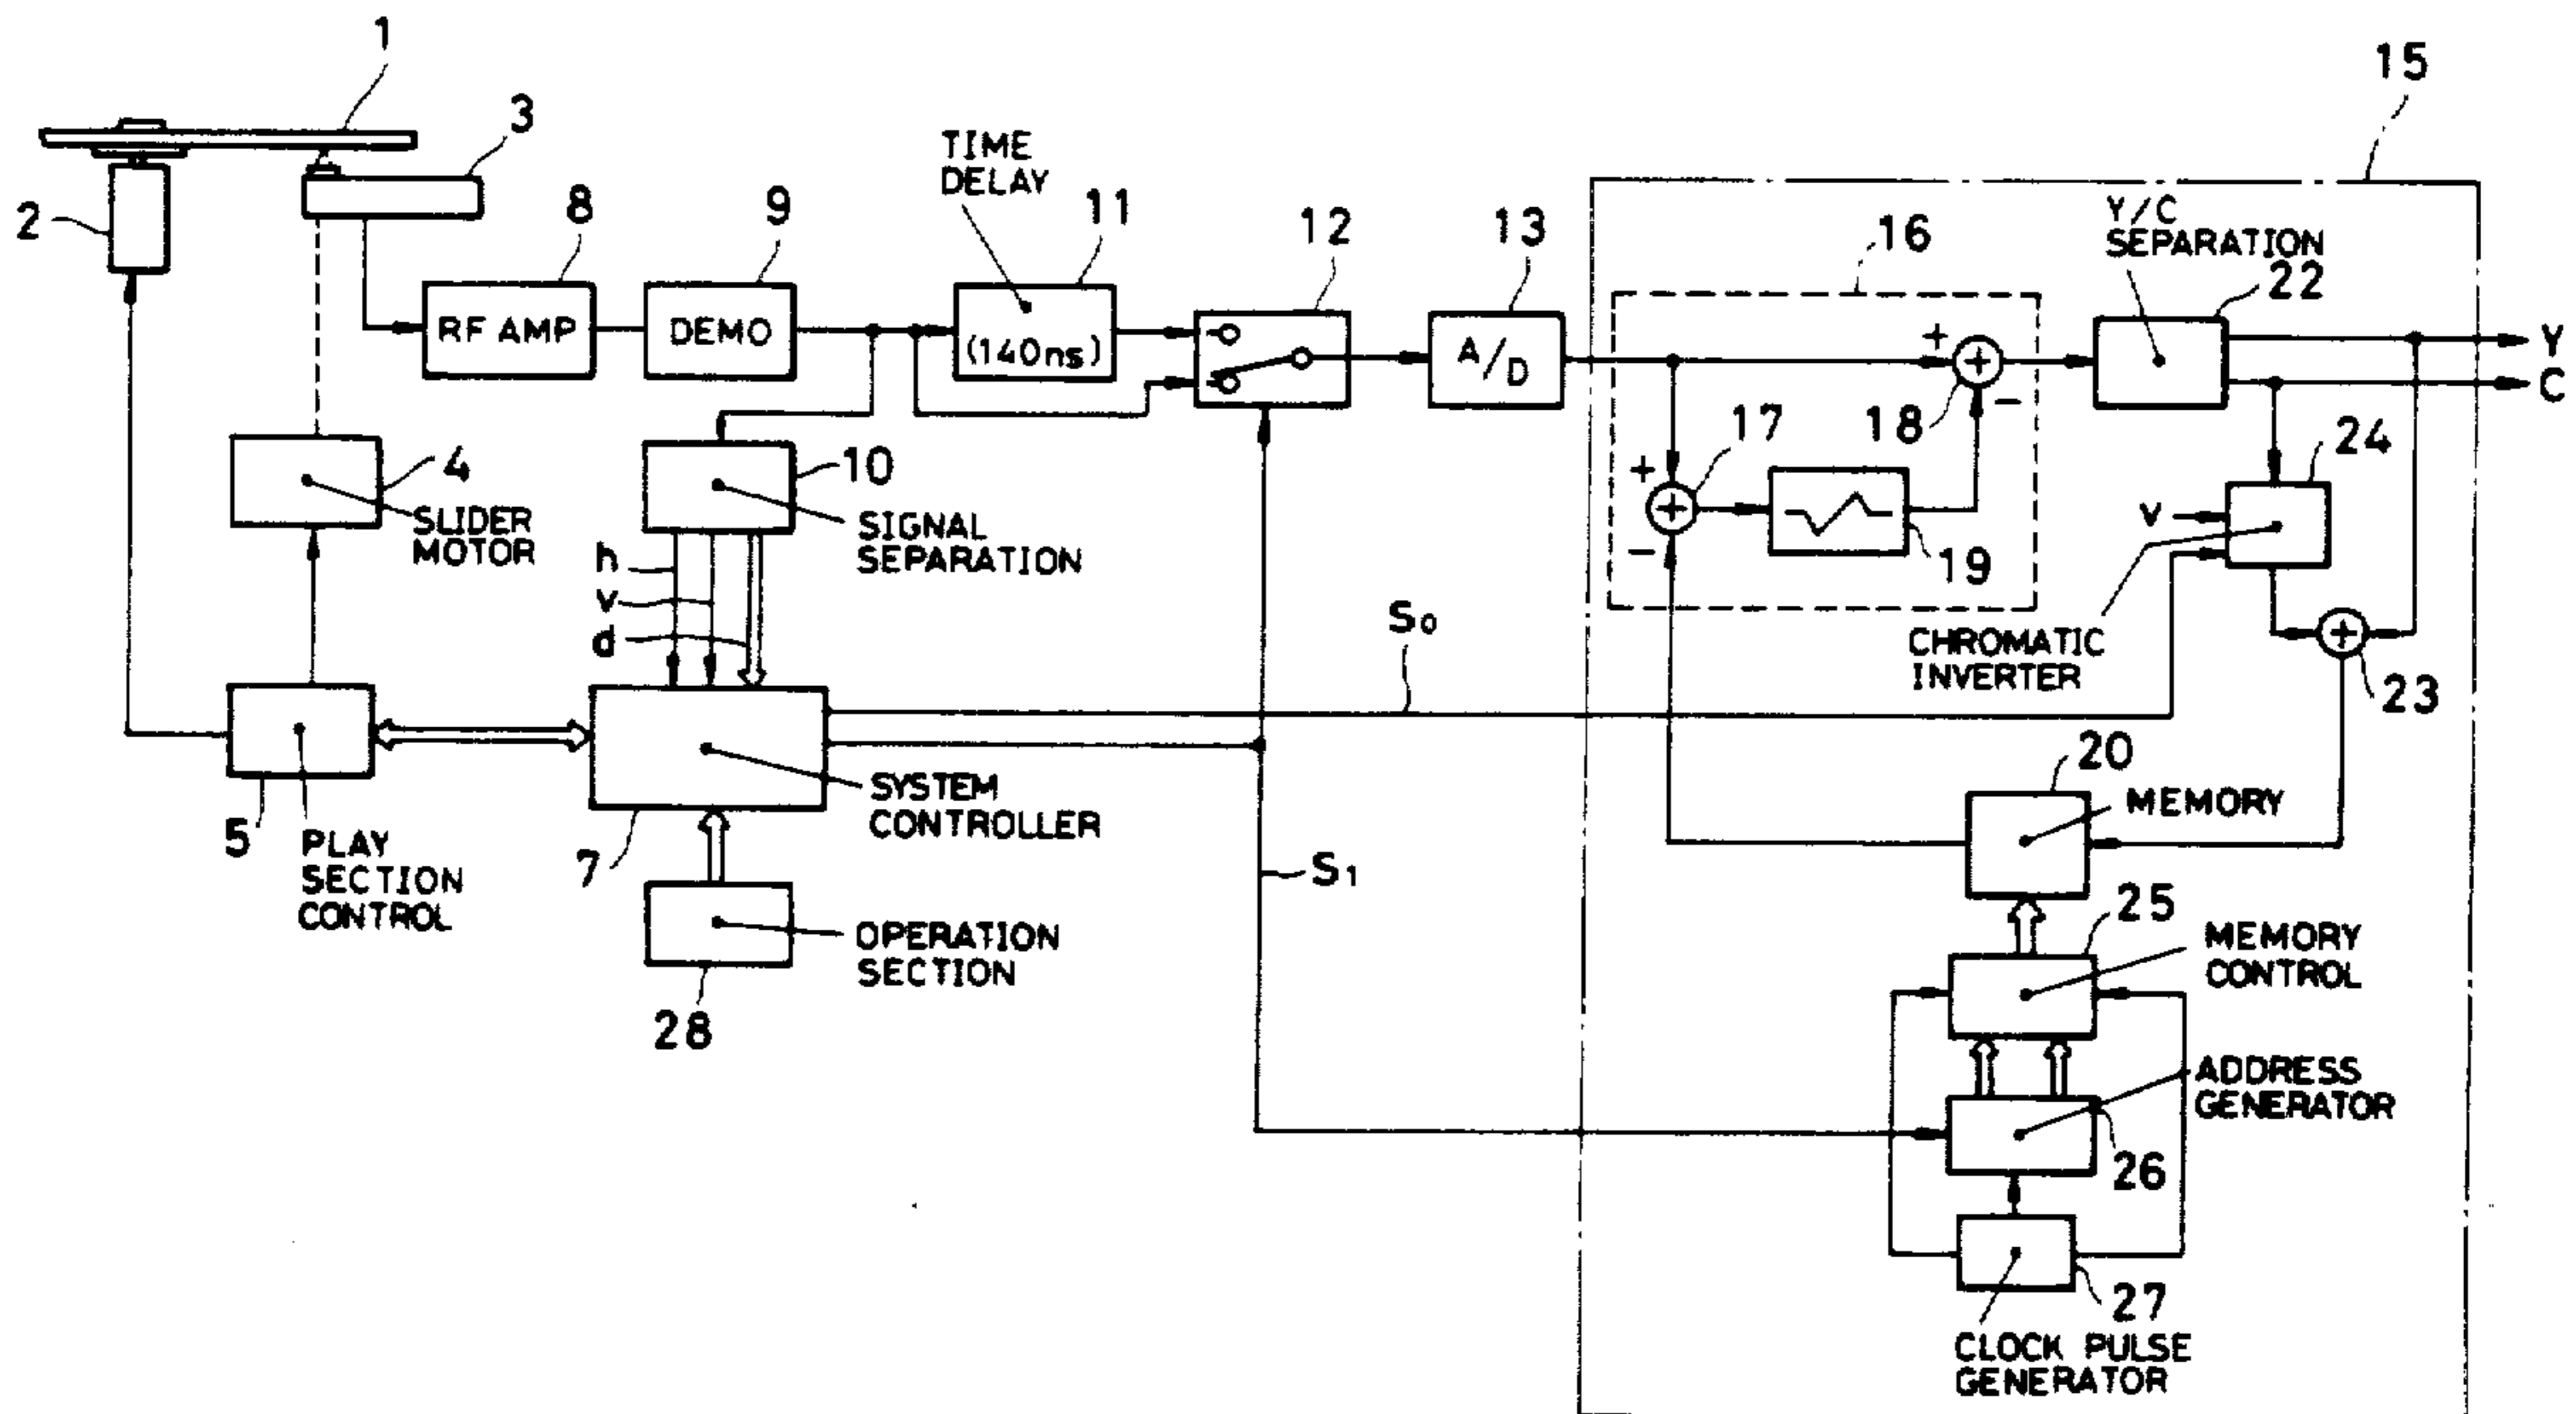 1
15
3
TIME
DELAY
2
8
9
11
12
13
16
Y/C
SEPARATION
22
RF AMP
DEMO
(140ns)
A/D
+
+
18
-
Y
C
4
10
17
24
SLIDER
MOTOR
SIGNAL
SEPARATION
+
+
-
19
v
h
v
d
S0
CHROMATIC
INVERTER
+
23
20
MEMORY
5
PLAY
SECTION
CONTROL
7
SYSTEM
CONTROLLER
S1
25
MEMORY
CONTROL
OPERATION
SECTION
28
ADDRESS
GENERATOR
26
27
CLOCK PULSE
GENERATOR